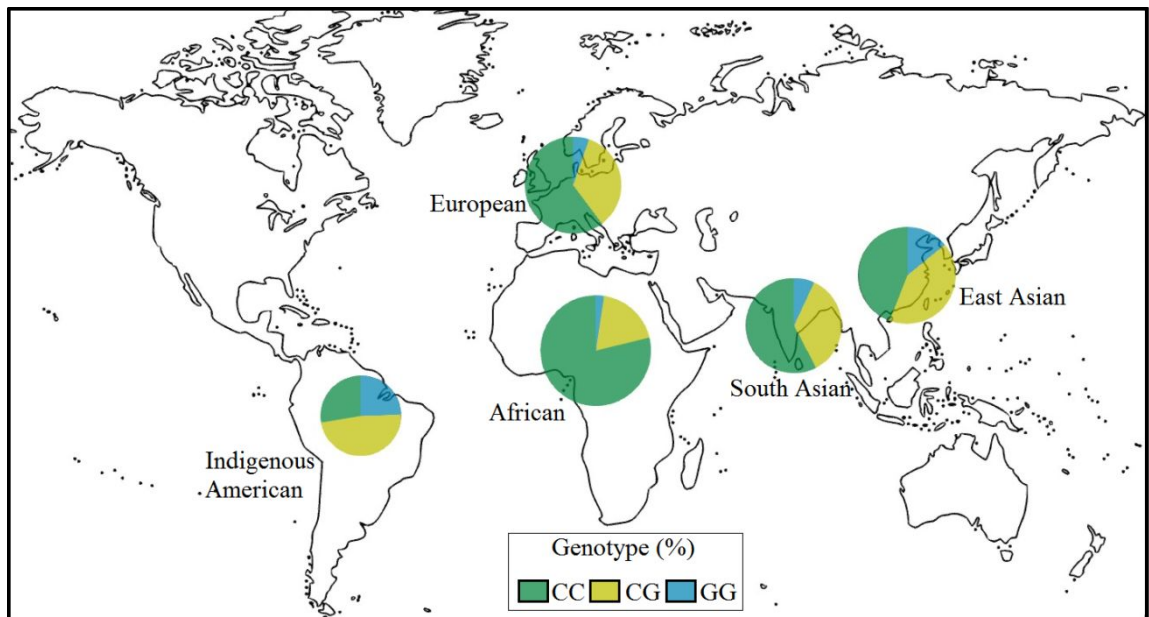 European
East Asian
South Asian
African
Indigenous
American
Genotype (%)
CC CG GG